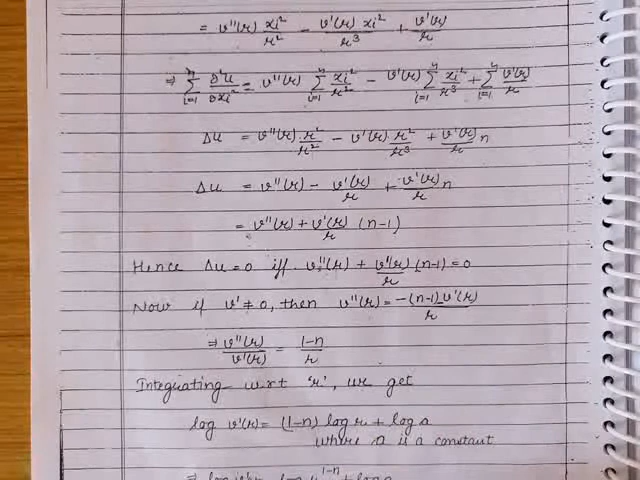 = v''(r) xi²/r² - v'(r) xi²/r³ + v'(r)/r
⇒ Σ_{i=1}^{n} ∂²u/∂xi² = v''(r) Σ_{i=1}^{n} xi²/r² - v'(r) Σ_{i=1}^{n} xi²/r³ + Σ_{i=1}^{n} v'(r)/r
Δu = v''(r) . r²/r² - v'(r) . r²/r³ + v'(r)/r n
Δu = v''(r) - v'(r)/r + v'(r)/r n
= v''(r) + v'(r)/r (n-1)
Hence Δu = 0 iff v''(r) + v'(r)/r (n-1) = 0
Now if v' ≠ 0, then v''(r) = -(n-1) v'(r)/r
⇒ v''(r)/v'(r) = 1-n/r
Integrating w.r.t 'r', we get
log v'(r) = (1-n) log r + log a
where a is a constant